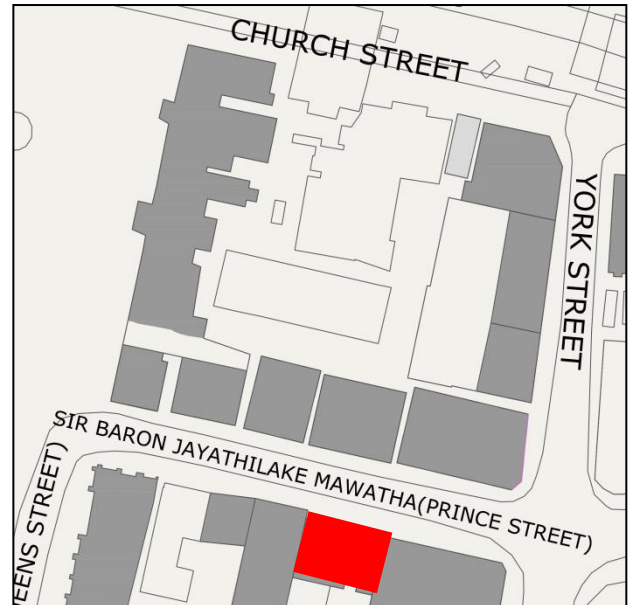 CHURCH STREET
YORK STREET
SIR BARON JAYATHILAKE MAWATHA(PRINCE STREET)
EENS STREET)